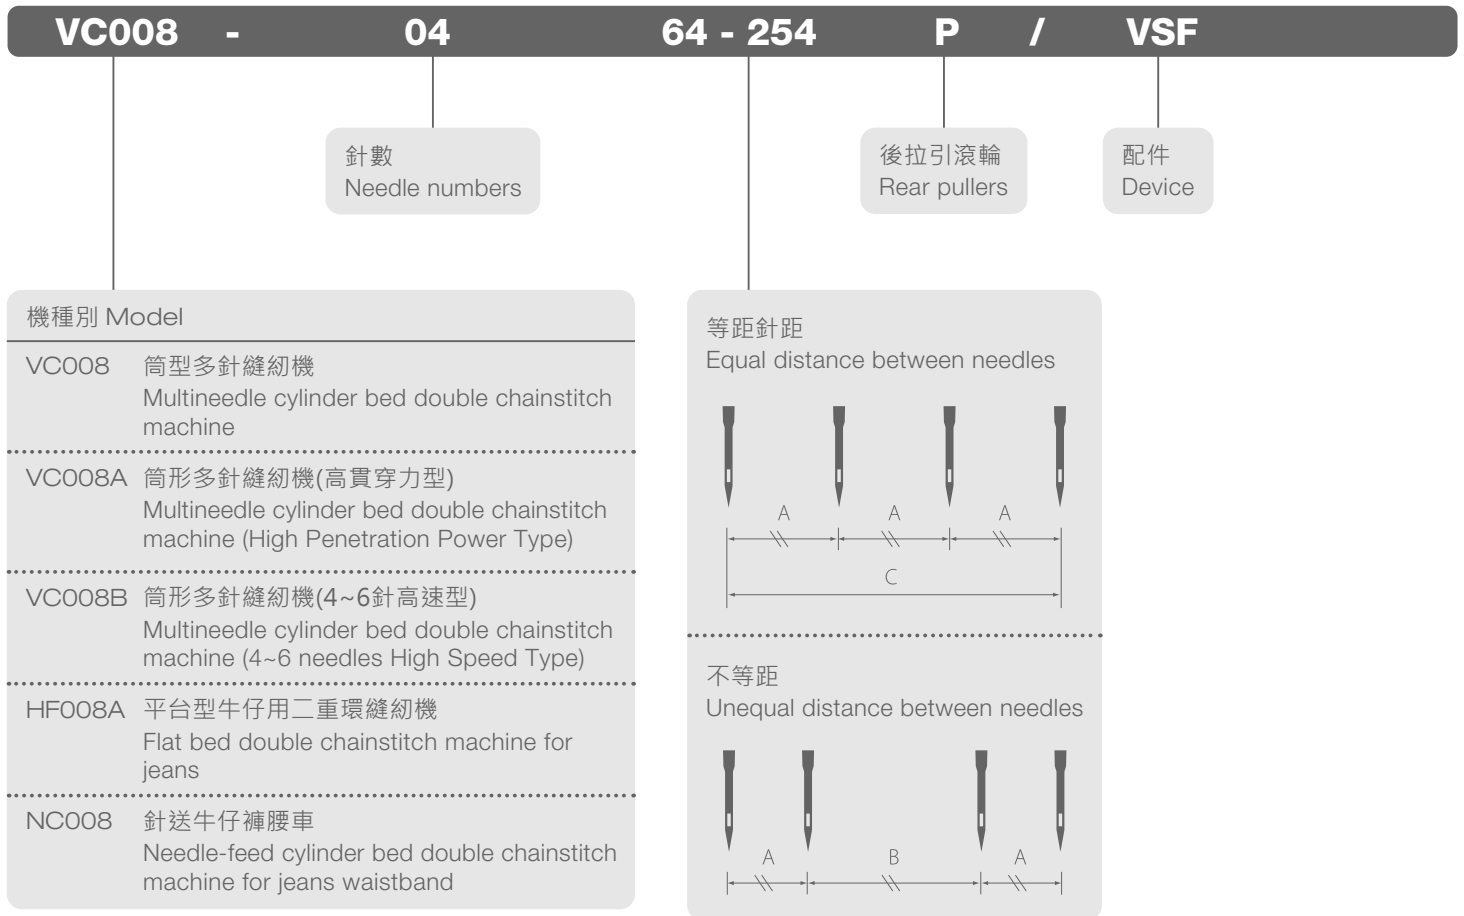 VC008 - 04 64 - 254 P / VSF
針數
Needle numbers
後拉引滾輪
Rear pullers
配件
Device
機種別 Model
VC008 筒型多針縫紉機
Multineedle cylinder bed double chainstitch
machine
VC008A 筒形多針縫紉機(高貫穿力型)
Multineedle cylinder bed double chainstitch
machine (High Penetration Power Type)
VC008B 筒形多針縫紉機(4~6針高速型)
Multineedle cylinder bed double chainstitch
machine (4~6 needles High Speed Type)
HF008A 平台型牛仔用二重環縫紉機
Flat bed double chainstitch machine for
jeans
NC008 針送牛仔褲腰車
Needle-feed cylinder bed double chainstitch
machine for jeans waistband
等距針距
Equal distance between needles
A A A
C
不等距
Unequal distance between needles
A B A